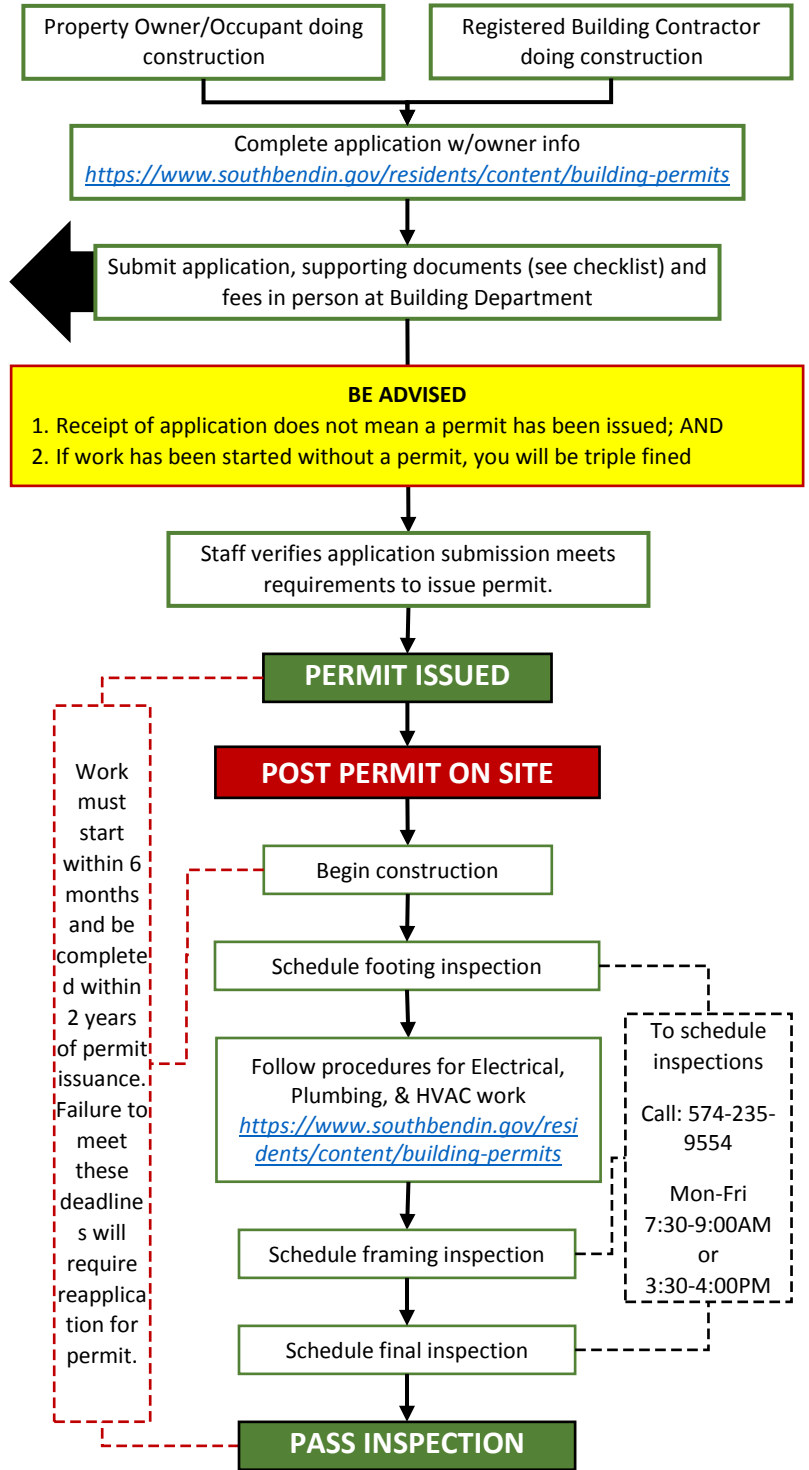 Property Owner/Occupant doing
construction
Registered Building Contractor
doing construction
Complete application w/owner info
https://www.southbendin.gov/residents/content/building-permits
Submit application, supporting documents (see checklist) and
fees in person at Building Department
BE ADVISED
1. Receipt of application does not mean a permit has been issued; AND
2. If work has been started without a permit, you will be triple fined
Staff verifies application submission meets
requirements to issue permit.
PERMIT ISSUED
POST PERMIT ON SITE
Work
must
start
within 6
months
and be
complete
d within
2 years
of permit
issuance.
Failure to
meet
these
deadline
s will
require
reapplica
tion for
permit.
Begin construction
Schedule footing inspection
Follow procedures for Electrical,
Plumbing, & HVAC work
https://www.southbendin.gov/resi
dents/content/building-permits
To schedule
inspections
Call: 574-235-
9554
Mon-Fri
7:30-9:00AM
or
3:30-4:00PM
Schedule framing inspection
Schedule final inspection
PASS INSPECTION